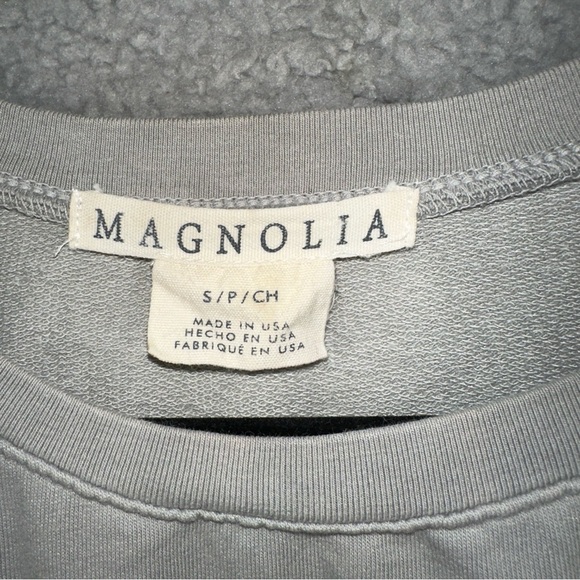 MAGNOLIA
S/P/CH
MADE IN USA
HECHO EN USA
FABRIQUÉ EN USA